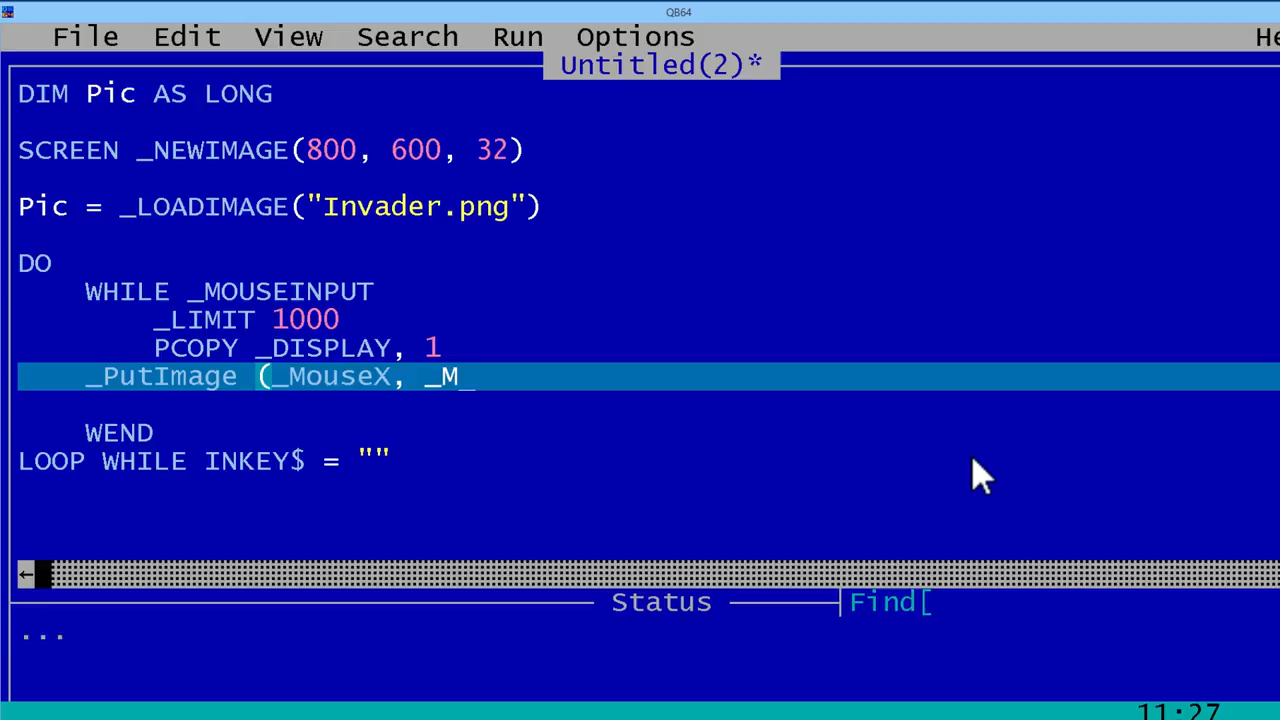 QB64
File Edit View Search Run Options He
Untitled(2)*
DIM Pic AS LONG
SCREEN _NEWIMAGE(800, 600, 32)
Pic = _LOADIMAGE("Invader.png")
DO
WHILE _MOUSEINPUT
_LIMIT 1000
PCOPY _DISPLAY, 1
_PutImage (_MouseX, _M_
WEND
LOOP WHILE INKEY$ = ""
Status Find[
...
11:27